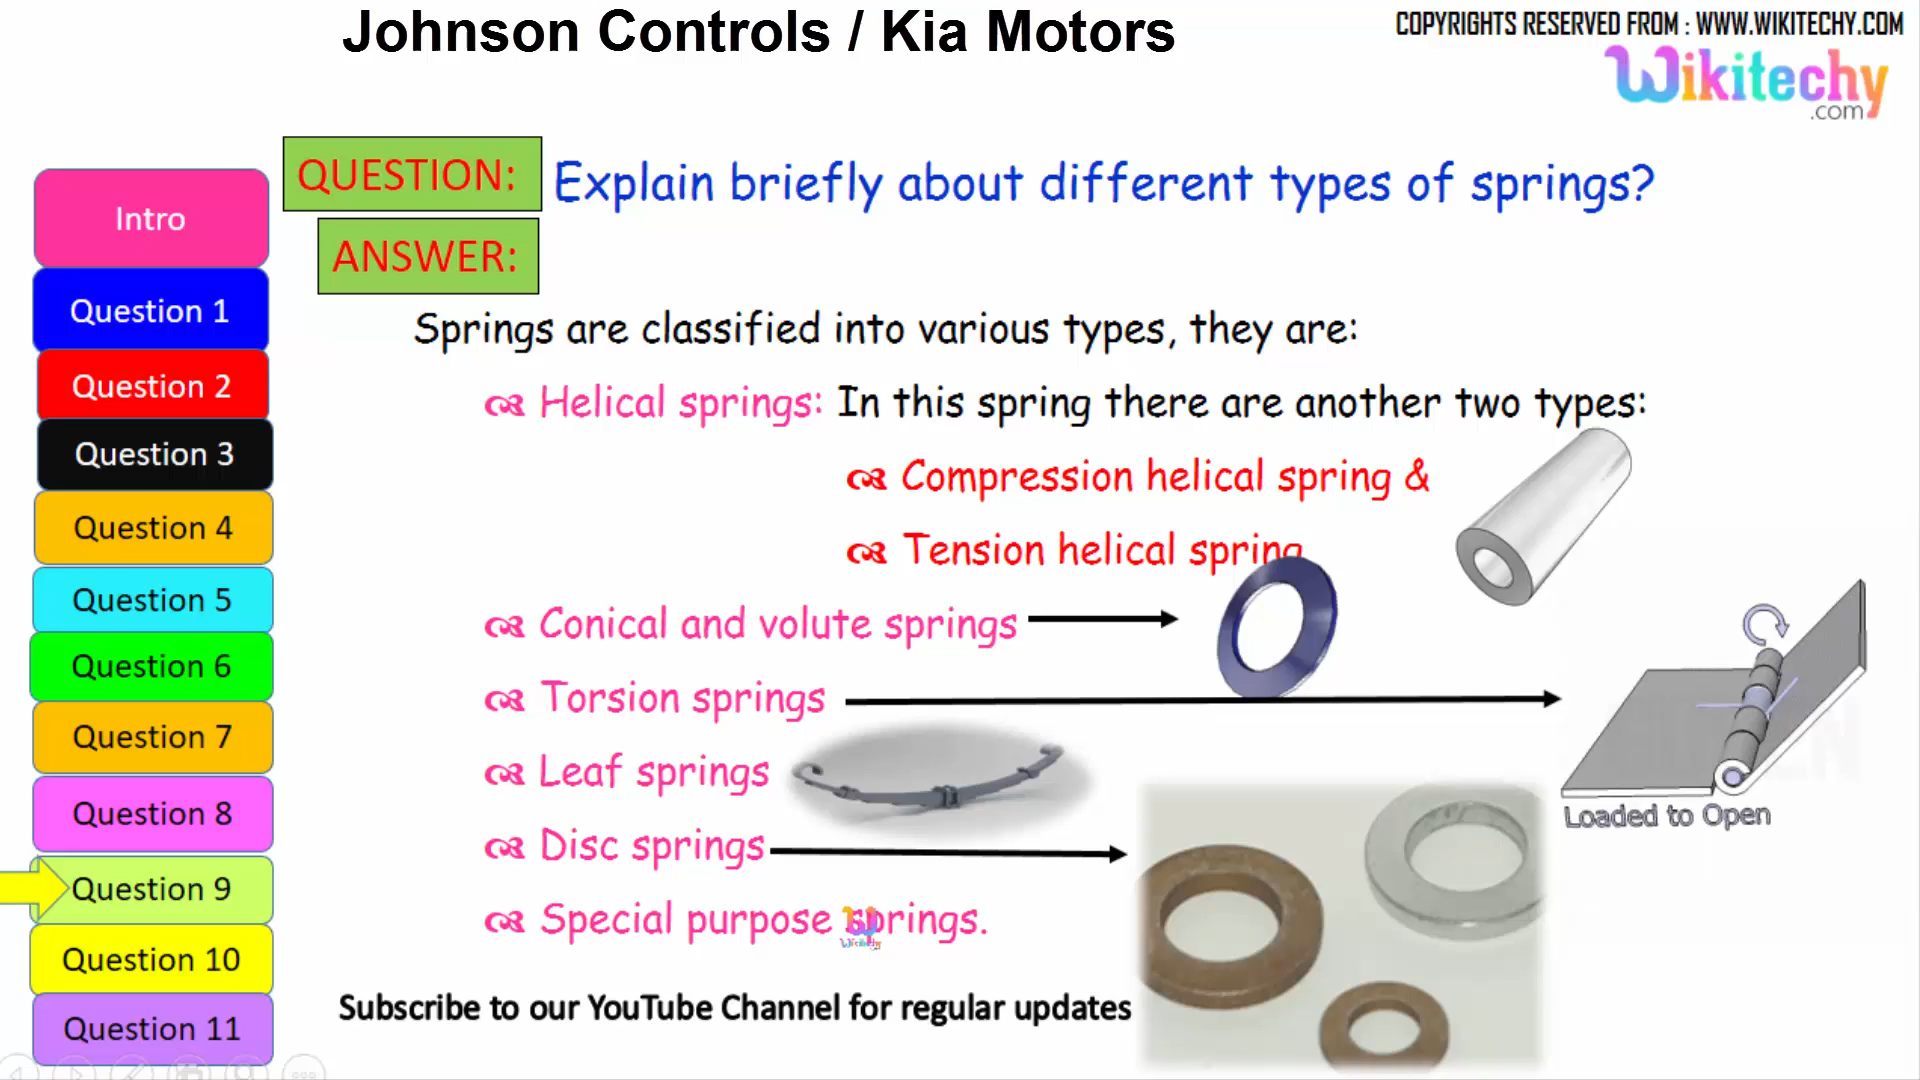 Johnson Controls / Kia Motors
COPYRIGHTS RESERVED FROM : WWW.WIKITECHY.COM
Wikitechy
.com
QUESTION: Explain briefly about different types of springs?
ANSWER:
Springs are classified into various types, they are:
Helical springs: In this spring there are another two types:
Compression helical spring &
Tension helical spring
Conical and volute springs
Torsion springs
Leaf springs
Disc springs
Special purpose springs.
Wikitechy
Loaded to Open
Subscribe to our YouTube Channel for regular updates
Intro
Question 1
Question 2
Question 3
Question 4
Question 5
Question 6
Question 7
Question 8
Question 9
Question 10
Question 11